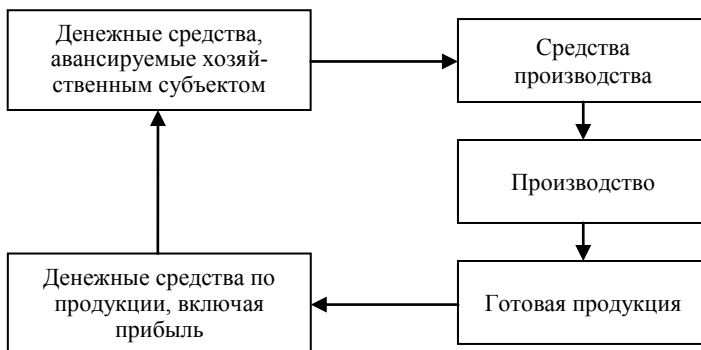 Денежные средства,
авансируемые хозяй-
ственным субъектом
Средства
производства
Производство
Готовая продукция
Денежные средства по
продукции, включая
прибыль